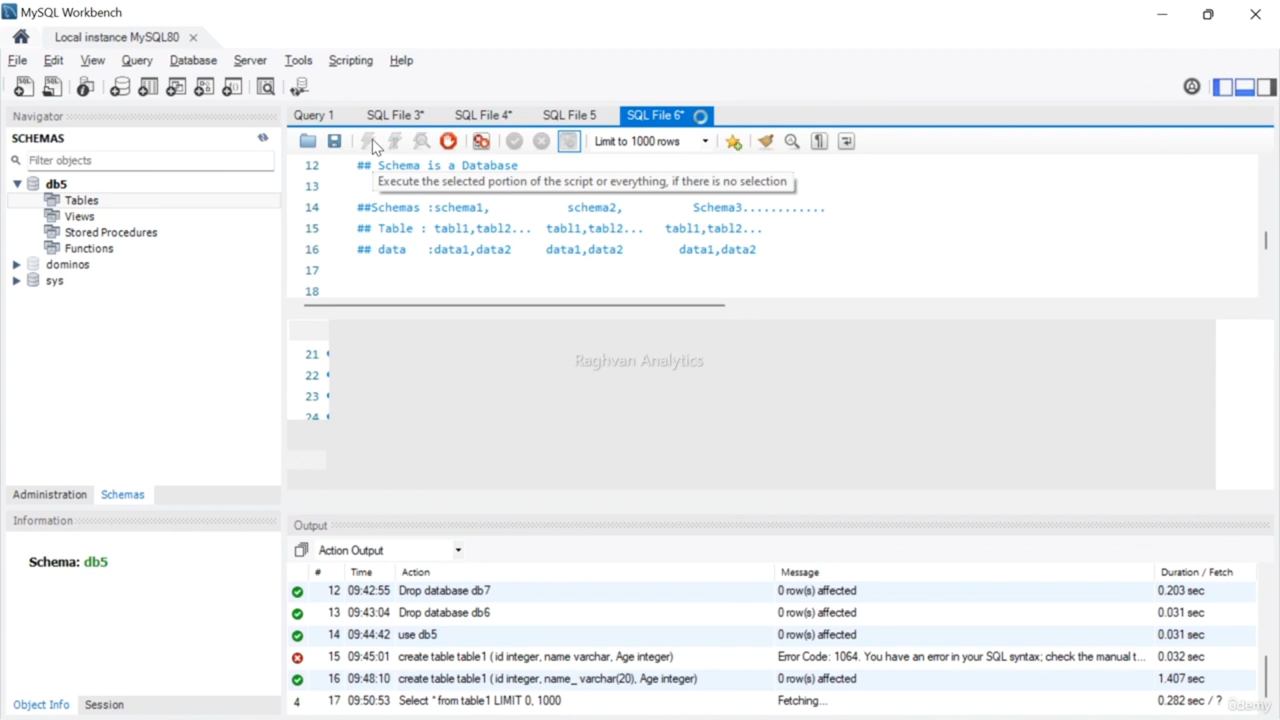 MySQL Workbench
Local instance MySQL80
File Edit View Query Database Server Tools Scripting Help
Navigator
SCHEMAS
Filter objects
db5
Tables
Views
Stored Procedures
Functions
dominos
sys
Administration Schemas
Information
Schema: db5
Object Info Session
Query 1 SQL File 3* SQL File 4* SQL File 5 SQL File 6*
Limit to 1000 rows
12 ## Schema is a Database
Execute the selected portion of the script or everything, if there is no selection
13
14 ##Schemas :schema1, schema2, Schema3............
15 ## Table : tabl1,tabl2... tabl1,tabl2... tabl1,tabl2...
16 ## data :data1,data2 data1,data2 data1,data2
17
18
Raghvan Analytics
21
22
23
24
Output
Action Output
# Time Action Message Duration / Fetch
12 09:42:55 Drop database db7 0 row(s) affected 0.203 sec
13 09:43:04 Drop database db6 0 row(s) affected 0.031 sec
14 09:44:42 use db5 0 row(s) affected 0.031 sec
15 09:45:01 create table table1 ( id integer, name varchar, Age integer) Error Code: 1064. You have an error in your SQL syntax; check the manual t... 0.032 sec
16 09:48:10 create table table1 ( id integer, name_ varchar(20), Age integer) 0 row(s) affected 1.407 sec
17 09:50:53 Select * from table1 LIMIT 0, 1000 Fetching... 0.282 sec / ?
udemy